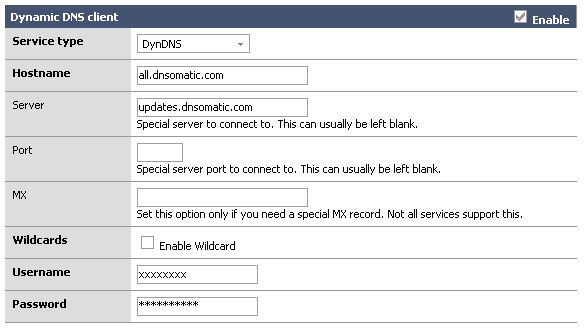 Dynamic DNS client Enable
Service type DynDNS
Hostname all.dnsomatic.com
Server updates.dnsomatic.com
Special server to connect to. This can usually be left blank.
Port
Special server port to connect to. This can usually be left blank.
MX
Set this option only if you need a special MX record. Not all services support this.
Wildcards Enable Wildcard
Username xxxxxxxx
Password **********